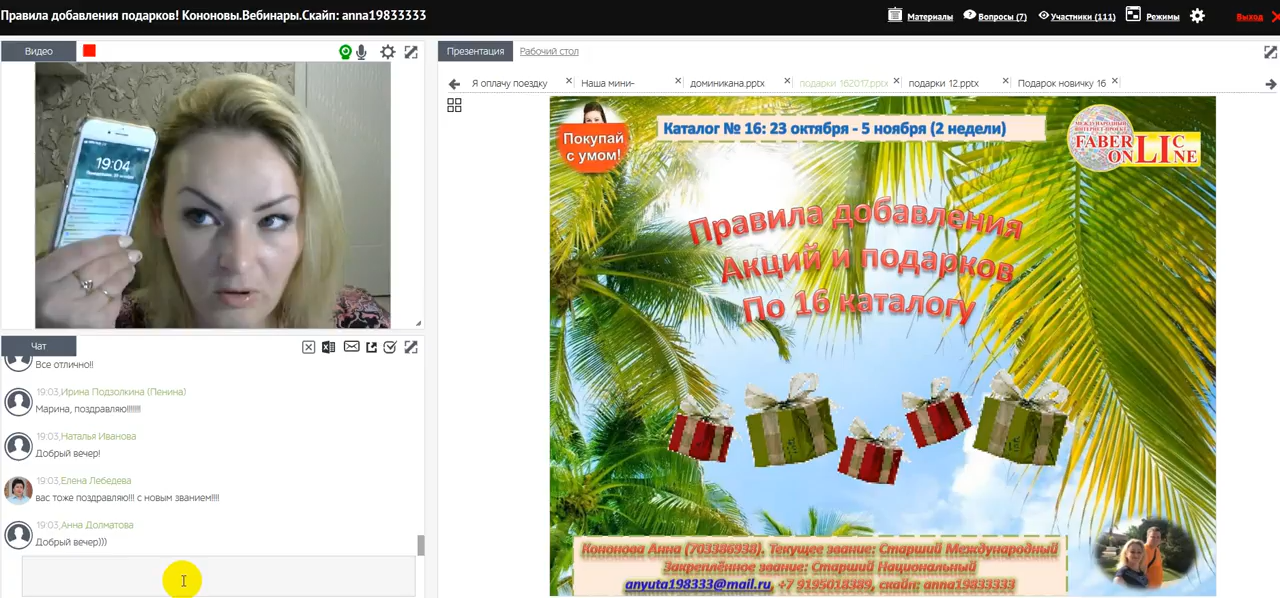 Правила добавления подарков! Кононовы.Вебинары.Скайп: anna19833333
Материалы
Вопросы (7)
Участники (111)
Режимы
Выход
Видео
19:04
Чат
Все отлично!!
19:03,Ирина Подзолкина (Пенина)
Марина, поздравляю!!!!!!!
19:03,Наталья Иванова
Добрый вечер!
19:03,Елена Лебедева
вас тоже поздравляю!!! с новым званием!!!!
19:03,Анна Долматова
Добрый вечер)))
Презентация
Рабочий стол
Я оплачу поездку
Наша мини-
доминикана.pptx
подарки 162017.pptx
подарки 12.pptx
Подарок новичку 16
Покупай
с умом!
Каталог № 16: 23 октября - 5 ноября (2 недели)
МЕЖДУНАРОДНЫЙ
ИНТЕРНЕТ-ПРОЕКТ
FABERLIC
ONLINE
Правила добавления
Акций и подарков
По 16 каталогу
Кононова Анна (703386938). Текущее звание: Старший Международный
Закреплённое звание: Старший Национальный
anyuta198333@mail.ru, +7 9195018389, скайп: anna19833333